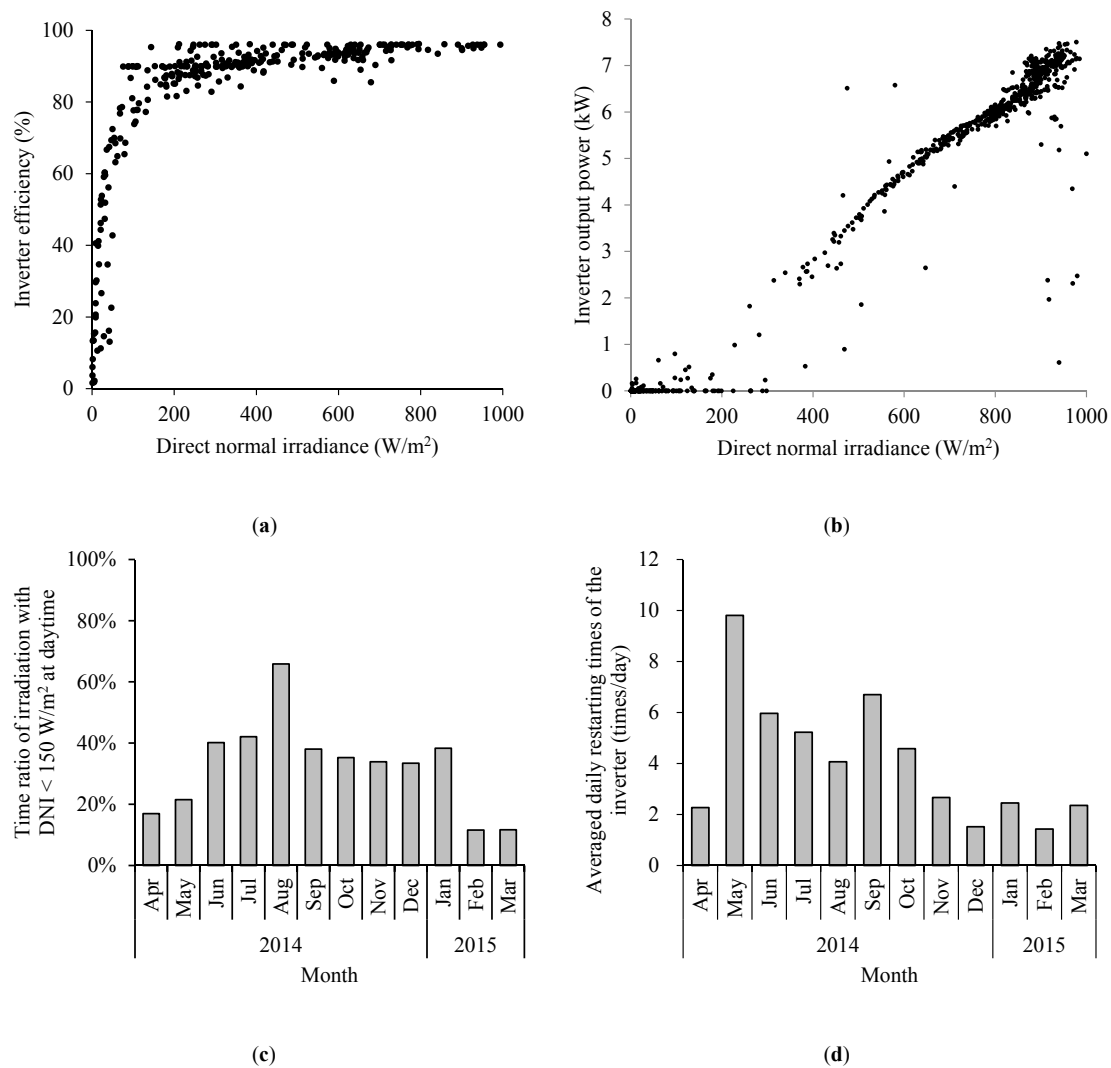 100
80
60
40
20
0
Inverter efficiency (%)
0 200 400 600 800 1000
Direct normal irradiance (W/m²)
(a)
8
7
6
5
4
3
2
1
0
Inverter output power (kW)
0 200 400 600 800 1000
Direct normal irradiance (W/m²)
(b)
100%
80%
60%
40%
20%
0%
Time ratio of irradiation with
DNI < 150 W/m² at daytime
Apr May Jun Jul Aug Sep Oct Nov Dec Jan Feb Mar
2014 2015
Month
(c)
12
10
8
6
4
2
0
Averaged daily restarting times of the
inverter (times/day)
Apr May Jun Jul Aug Sep Oct Nov Dec Jan Feb Mar
2014 2015
Month
(d)